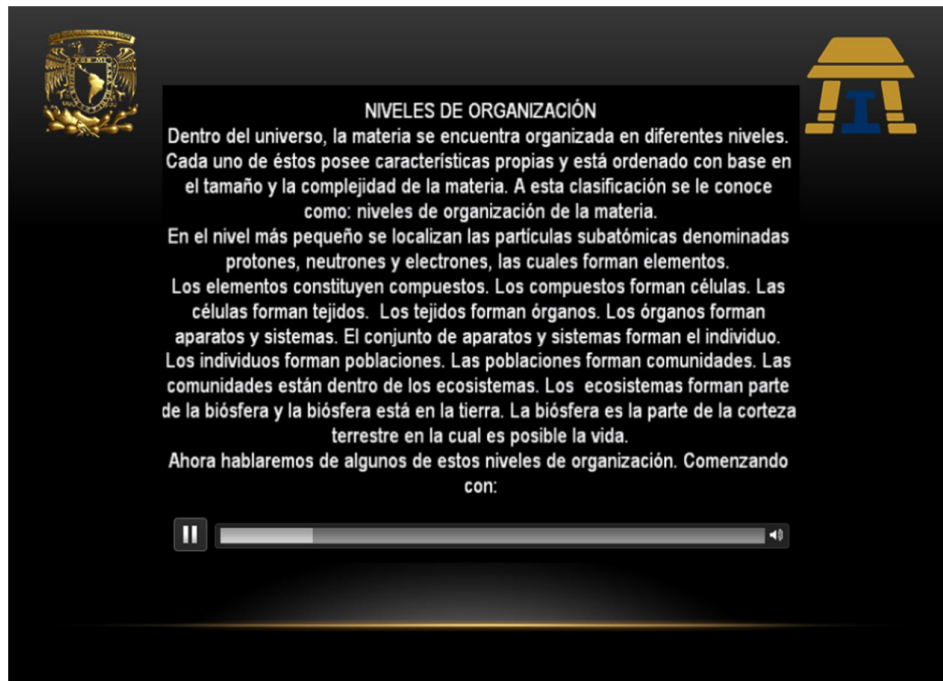 NIVELES DE ORGANIZACIÓN
Dentro del universo, la materia se encuentra organizada en diferentes niveles.
Cada uno de éstos posee características propias y está ordenado con base en
el tamaño y la complejidad de la materia. A esta clasificación se le conoce
como: niveles de organización de la materia.
En el nivel más pequeño se localizan las partículas subatómicas denominadas
protones, neutrones y electrones, las cuales forman elementos.
Los elementos constituyen compuestos. Los compuestos forman células. Las
células forman tejidos. Los tejidos forman órganos. Los órganos forman
aparatos y sistemas. El conjunto de aparatos y sistemas forman el individuo.
Los individuos forman poblaciones. Las poblaciones forman comunidades. Las
comunidades están dentro de los ecosistemas. Los ecosistemas forman parte
de la biósfera y la biósfera está en la tierra. La biósfera es la parte de la corteza
terrestre en la cual es posible la vida.
Ahora hablaremos de algunos de estos niveles de organización. Comenzando
con: